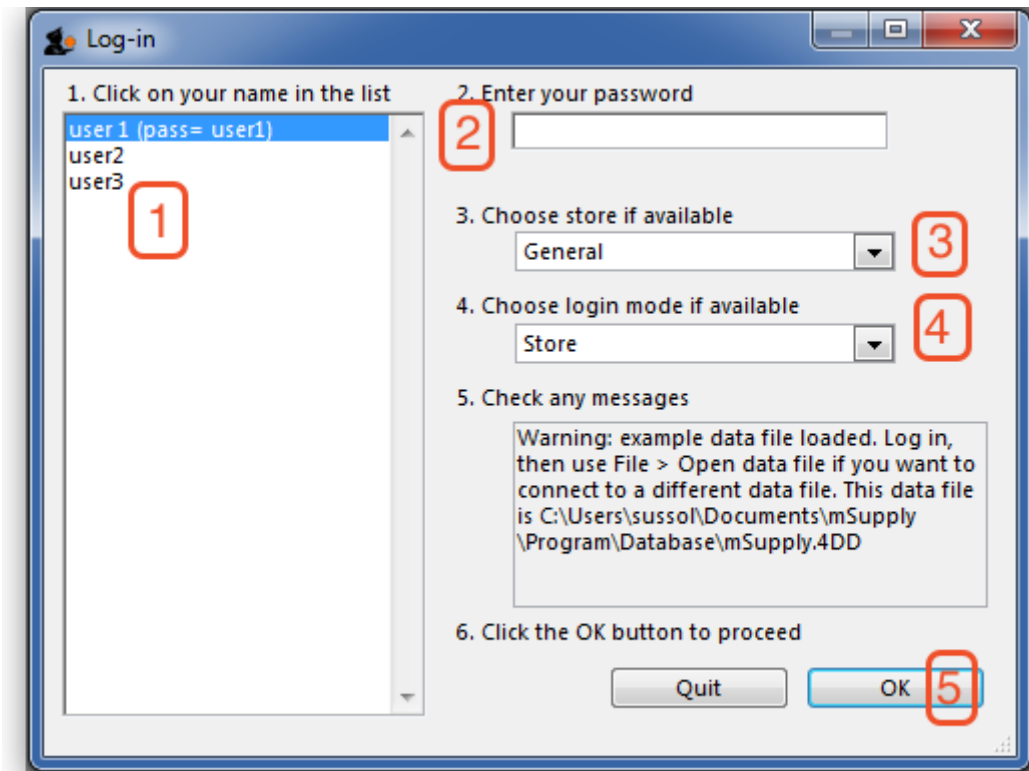 Log-in
1. Click on your name in the list
user 1 (pass= user1)
user2
user3
1
2. Enter your password
2
3. Choose store if available
General
3
4. Choose login mode if available
Store
4
5. Check any messages
Warning: example data file loaded. Log in,
then use File > Open data file if you want to
connect to a different data file. This data file
is C:\Users\sussol\Documents\mSupply
\Program\Database\mSupply.4DD
6. Click the OK button to proceed
Quit
OK
5